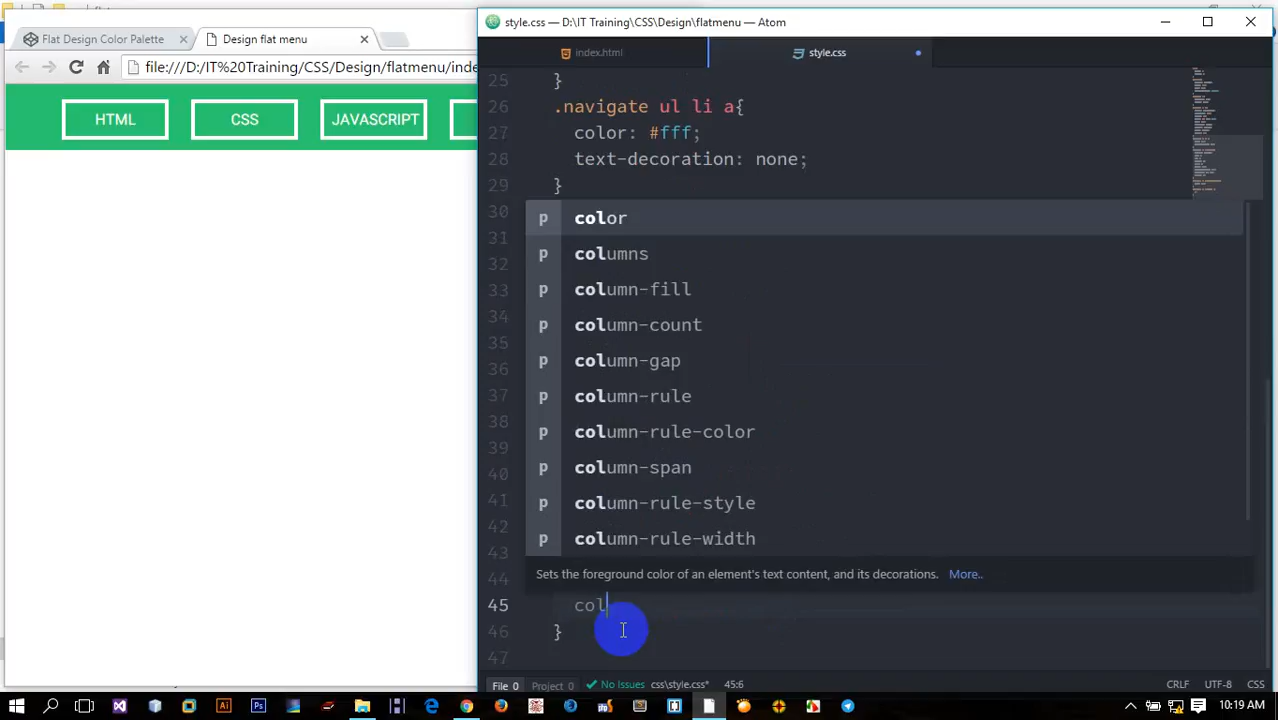 style.css — D:\IT Training\CSS\Design\flatmenu — Atom
Flat Design Color Palette
Design flat menu
file:///D:/IT%20Training/CSS/Design/flatmenu/inde
HTML
CSS
JAVASCRIPT
index.html
style.css
25 }
26 .navigate ul li a{
27 color: #fff;
28 text-decoration: none;
29 }
30
31
32
33
34
35
36
37
38
39
40
41
42
43
44
p color
p columns
p column-fill
p column-count
p column-gap
p column-rule
p column-rule-color
p column-span
p column-rule-style
p column-rule-width
Sets the foreground color of an element's text content, and its decorations. More..
45 col
46 }
47
File 0 Project 0 No Issues css\style.css* 45:6 CRLF UTF-8 CSS
Ai Ps
10:19 AM